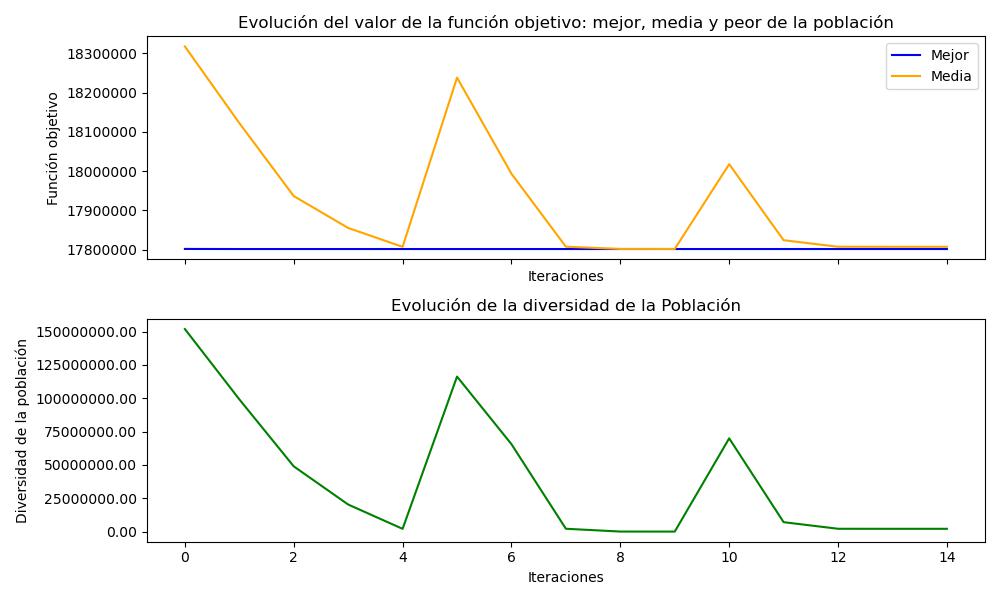 Evolución del valor de la función objetivo: mejor, media y peor de la población
Función objetivo
18300000
18200000
18100000
18000000
17900000
17800000
Mejor
Media
Iteraciones
Evolución de la diversidad de la Población
Diversidad de la población
150000000.00
125000000.00
100000000.00
75000000.00
50000000.00
25000000.00
0.00
0 2 4 6 8 10 12 14
Iteraciones